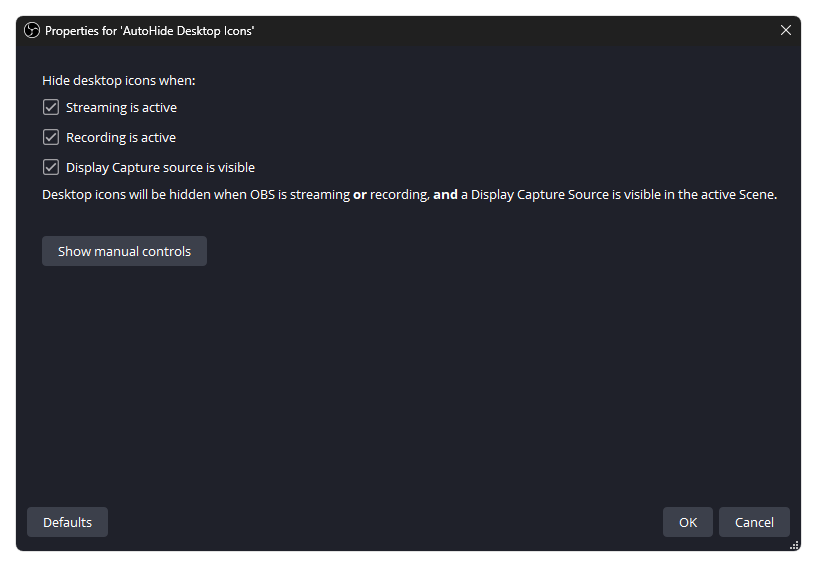 Properties for 'AutoHide Desktop Icons'
Hide desktop icons when:
Streaming is active
Recording is active
Display Capture source is visible
Desktop icons will be hidden when OBS is streaming or recording, and a Display Capture Source is visible in the active Scene.
Show manual controls
Defaults
OK
Cancel